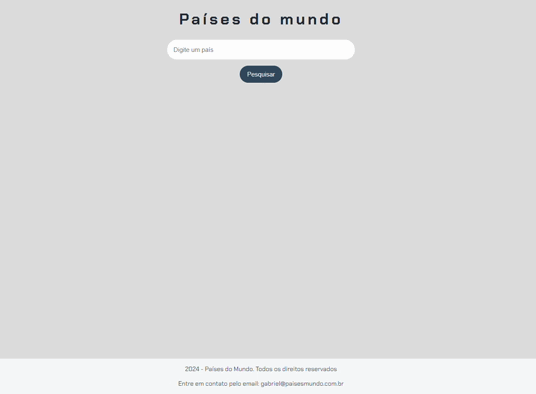 Países do mundo
Digite um país
Pesquisar
2024 - Países do Mundo. Todos os direitos reservados
Entre em contato pelo email: gabriel@paisesmundo.com.br